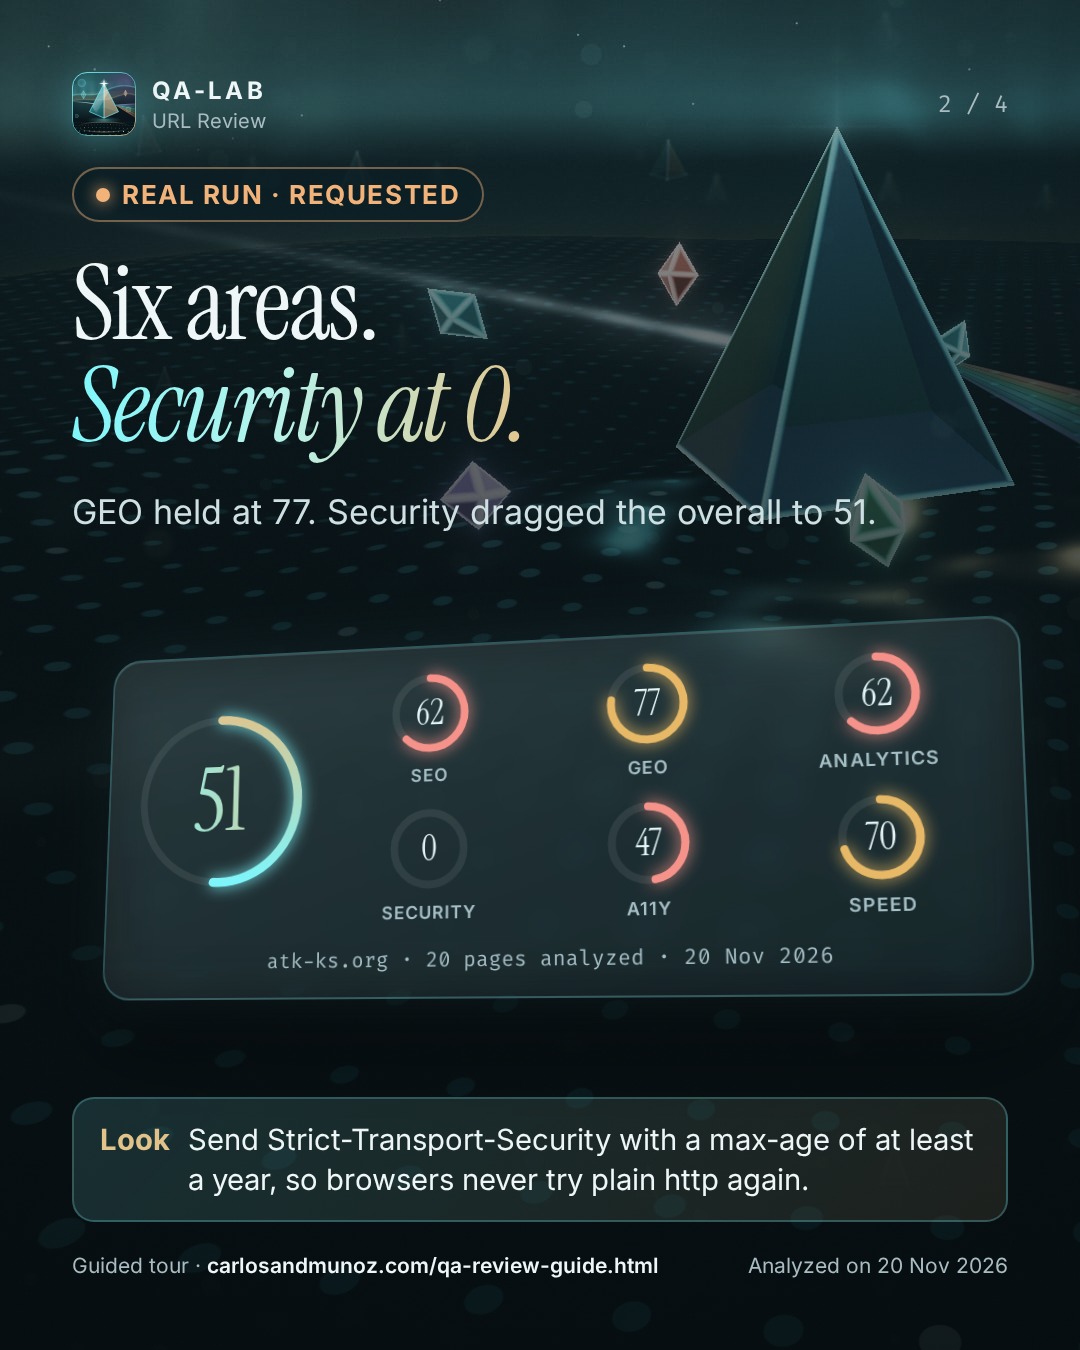 QA-LAB
URL Review
2 / 4
REAL RUN · REQUESTED
Six areas.
Security at 0.
GEO held at 77. Security dragged the overall to 51.
51
62
SEO
77
GEO
62
ANALYTICS
0
SECURITY
47
A11Y
70
SPEED
atk-ks.org · 20 pages analyzed · 20 Nov 2026
Look Send Strict-Transport-Security with a max-age of at least
a year, so browsers never try plain http again.
Guided tour · carlosandmunoz.com/qa-review-guide.html
Analyzed on 20 Nov 2026